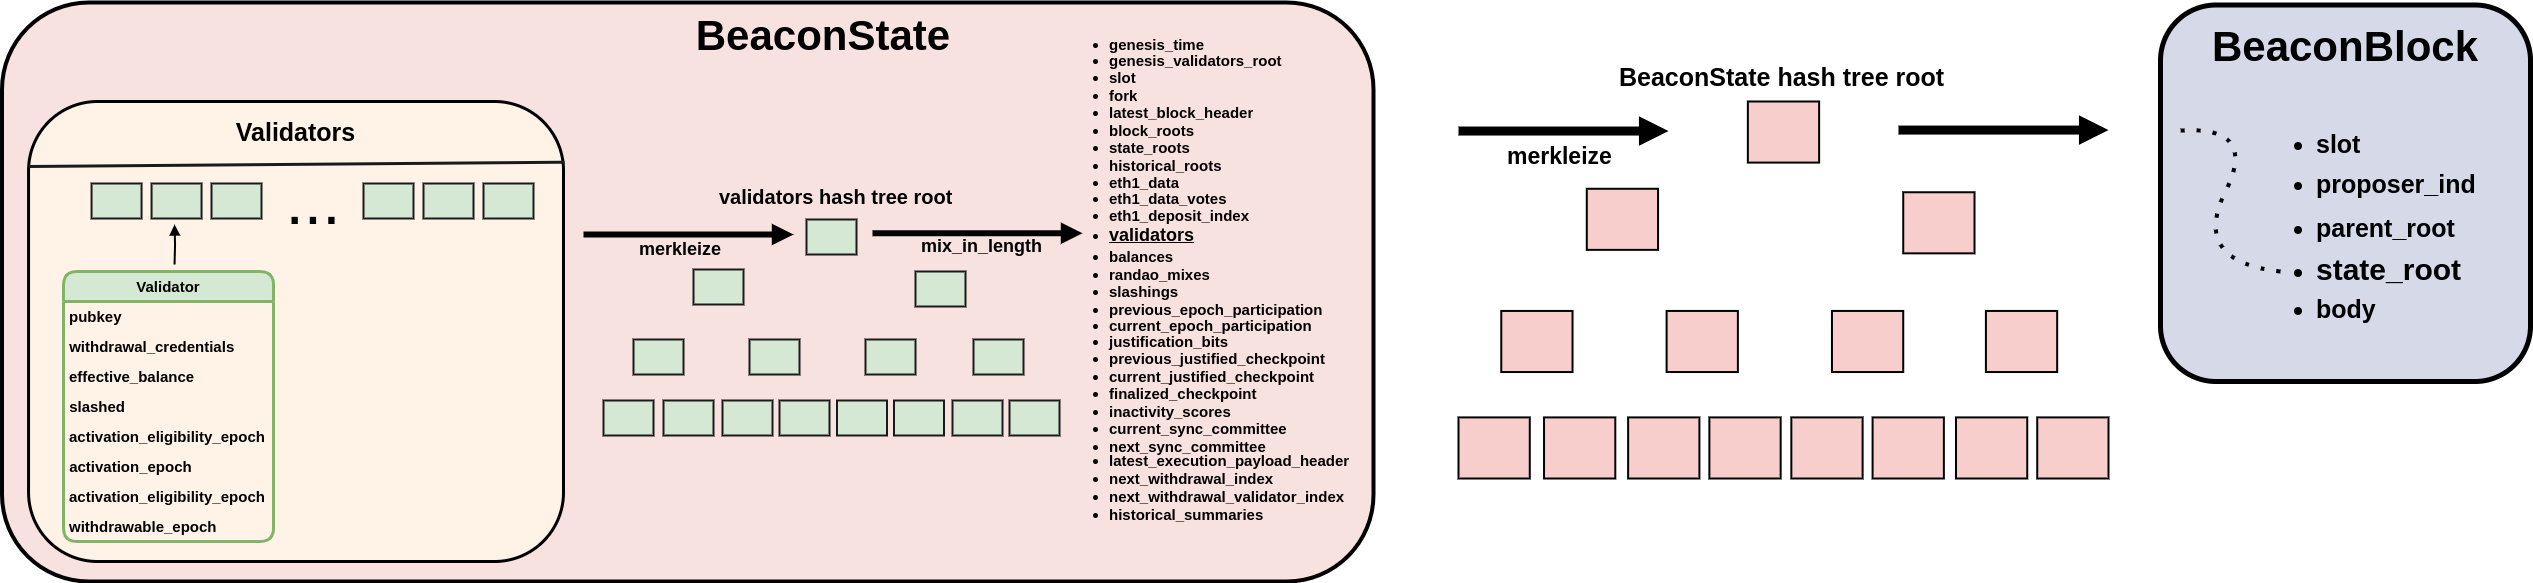 BeaconState
Validators
...
Validator
pubkey
withdrawal_credentials
effective_balance
slashed
activation_eligibility_epoch
activation_epoch
activation_eligibility_epoch
withdrawable_epoch
validators hash tree root
merkleize
mix_in_length
• genesis_time
• genesis_validators_root
• slot
• fork
• latest_block_header
• block_roots
• state_roots
• historical_roots
• eth1_data
• eth1_data_votes
• eth1_deposit_index
• validators
• balances
• randao_mixes
• slashings
• previous_epoch_participation
• current_epoch_participation
• justification_bits
• previous_justified_checkpoint
• current_justified_checkpoint
• finalized_checkpoint
• inactivity_scores
• current_sync_committee
• next_sync_committee
• latest_execution_payload_header
• next_withdrawal_index
• next_withdrawal_validator_index
• historical_summaries
BeaconState hash tree root
merkleize
BeaconBlock
• slot
• proposer_ind
• parent_root
• state_root
• body